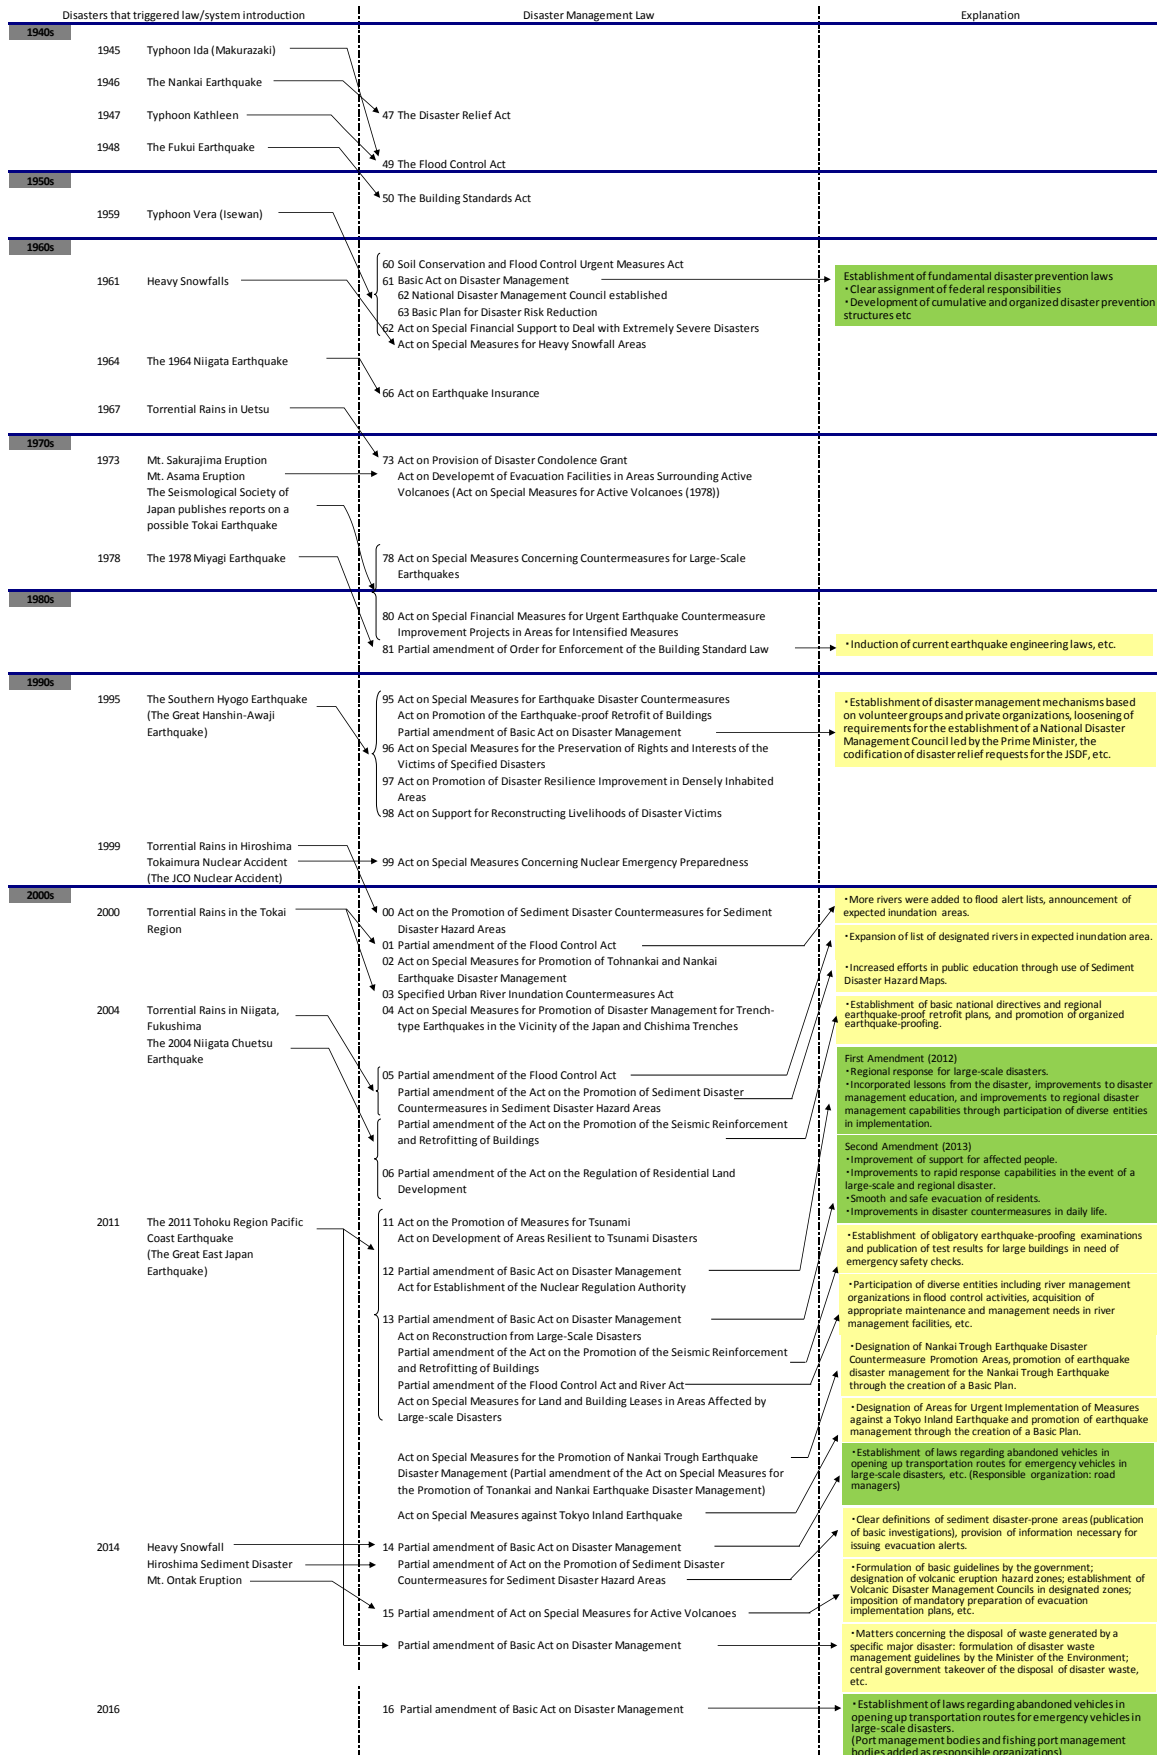 Disasters that triggered law/system introduction
Disaster Management Law
Explanation
1940s
1945 Typhoon Ida (Makurazaki)
1946 The Nankai Earthquake
1947 Typhoon Kathleen
47 The Disaster Relief Act
1948 The Fukui Earthquake
49 The Flood Control Act
1950s
50 The Building Standards Act
1959 Typhoon Vera (Isewan)
1960s
60 Soil Conservation and Flood Control Urgent Measures Act
1961 Heavy Snowfalls
61 Basic Act on Disaster Management
62 National Disaster Management Council established
63 Basic Plan for Disaster Risk Reduction
62 Act on Special Financial Support to Deal with Extremely Severe Disasters
Act on Special Measures for Heavy Snowfall Areas
Establishment of fundamental disaster prevention laws
・Clear assignment of federal responsibilities
・Development of cumulative and organized disaster prevention
structures etc
1964 The 1964 Niigata Earthquake
66 Act on Earthquake Insurance
1967 Torrential Rains in Uetsu
1970s
1973 Mt. Sakurajima Eruption
Mt. Asama Eruption
The Seismological Society of
Japan publishes reports on a
possible Tokai Earthquake
73 Act on Provision of Disaster Condolence Grant
Act on Developemt of Evacuation Facilities in Areas Surrounding Active
Volcanoes (Act on Special Measures for Active Volcanoes (1978))
1978 The 1978 Miyagi Earthquake
78 Act on Special Measures Concerning Countermeasures for Large-Scale
Earthquakes
1980s
80 Act on Special Financial Measures for Urgent Earthquake Countermeasure
Improvement Projects in Areas for Intensified Measures
81 Partial amendment of Order for Enforcement of the Building Standard Law
・Induction of current earthquake engineering laws, etc.
1990s
1995 The Southern Hyogo Earthquake
(The Great Hanshin-Awaji
Earthquake)
95 Act on Special Measures for Earthquake Disaster Countermeasures
Act on Promotion of the Earthquake-proof Retrofit of Buildings
Partial amendment of Basic Act on Disaster Management
96 Act on Special Measures for the Preservation of Rights and Interests of the
Victims of Specified Disasters
97 Act on Promotion of Disaster Resilience Improvement in Densely Inhabited
Areas
98 Act on Support for Reconstructing Livelihoods of Disaster Victims
・Establishment of disaster management mechanisms based
on volunteer groups and private organizations, loosening of
requirements for the establishment of a National Disaster
Management Council led by the Prime Minister, the
codification of disaster relief requests for the JSDF, etc.
1999 Torrential Rains in Hiroshima
Tokaimura Nuclear Accident
(The JCO Nuclear Accident)
99 Act on Special Measures Concerning Nuclear Emergency Preparedness
2000s
2000 Torrential Rains in the Tokai
Region
00 Act on the Promotion of Sediment Disaster Countermeasures for Sediment
Disaster Hazard Areas
01 Partial amendment of the Flood Control Act
02 Act on Special Measures for Promotion of Tohnankai and Nankai
Earthquake Disaster Management
03 Specified Urban River Inundation Countermeasures Act
04 Act on Special Measures for Promotion of Disaster Management for Trench-
type Earthquakes in the Vicinity of the Japan and Chishima Trenches
・More rivers were added to flood alert lists, announcement of
expected inundation areas.
・Expansion of list of designated rivers in expected inundation area.
・Increased efforts in public education through use of Sediment
Disaster Hazard Maps.
・Establishment of basic national directives and regional
earthquake-proof retrofit plans, and promotion of organized
earthquake-proofing.
2004 Torrential Rains in Niigata,
Fukushima
The 2004 Niigata Chuetsu
Earthquake
05 Partial amendment of the Flood Control Act
Partial amendment of the Act on the Promotion of Sediment Disaster
Countermeasures in Sediment Disaster Hazard Areas
Partial amendment of the Act on the Promotion of the Seismic Reinforcement
and Retrofitting of Buildings
06 Partial amendment of the Act on the Regulation of Residential Land
Development
First Amendment (2012)
・Regional response for large-scale disasters.
・Incorporated lessons from the disaster, improvements to disaster
management education, and improvements to regional disaster
management capabilities through participation of diverse entities
in implementation.
Second Amendment (2013)
・Improvement of support for affected people.
・Improvements to rapid response capabilities in the event of a
large-scale and regional disaster.
・Smooth and safe evacuation of residents.
・Improvements in disaster countermeasures in daily life.
2011 The 2011 Tohoku Region Pacific
Coast Earthquake
(The Great East Japan
Earthquake)
11 Act on the Promotion of Measures for Tsunami
Act on Development of Areas Resilient to Tsunami Disasters
12 Partial amendment of Basic Act on Disaster Management
Act for Establishment of the Nuclear Regulation Authority
13 Partial amendment of Basic Act on Disaster Management
Act on Reconstruction from Large-Scale Disasters
Partial amendment of the Act on the Promotion of the Seismic Reinforcement
and Retrofitting of Buildings
Partial amendment of the Flood Control Act and River Act
Act on Special Measures for Land and Building Leases in Areas Affected by
Large-scale Disasters
Act on Special Measures for the Promotion of Nankai Trough Earthquake
Disaster Management (Partial amendment of the Act on Special Measures for
the Promotion of Tonankai and Nankai Earthquake Disaster Management)
Act on Special Measures against Tokyo Inland Earthquake
・Establishment of obligatory earthquake-proofing examinations
and publication of test results for large buildings in need of
emergency safety checks.
・Participation of diverse entities including river management
organizations in flood control activities, acquisition of
appropriate maintenance and management needs in river
management facilities, etc.
・Designation of Nankai Trough Earthquake Disaster
Countermeasure Promotion Areas, promotion of earthquake
disaster management for the Nankai Trough Earthquake
through the creation of a Basic Plan.
・Designation of Areas for Urgent Implementation of Measures
against a Tokyo Inland Earthquake and promotion of earthquake
management through the creation of a Basic Plan.
・Establishment of laws regarding abandoned vehicles in
opening up transportation routes for emergency vehicles in
large-scale disasters, etc. (Responsible organization: road
managers)
2014 Heavy Snowfall
Hiroshima Sediment Disaster
Mt. Ontak Eruption
14 Partial amendment of Basic Act on Disaster Management
Partial amendment of Act on the Promotion of Sediment Disaster
Countermeasures for Sediment Disaster Hazard Areas
15 Partial amendment of Act on Special Measures for Active Volcanoes
Partial amendment of Basic Act on Disaster Management
・Clear definitions of sediment disaster-prone areas (publication
of basic investigations), provision of information necessary for
issuing evacuation alerts.
・Formulation of basic guidelines by the government;
designation of volcanic eruption hazard zones; establishment of
Volcanic Disaster Management Councils in designated zones;
imposition of mandatory preparation of evacuation
implementation plans, etc.
・Matters concerning the disposal of waste generated by a
specific major disaster: formulation of disaster waste
management guidelines by the Minister of the Environment;
central government takeover of the disposal of disaster waste,
etc.
2016
16 Partial amendment of Basic Act on Disaster Management
・Establishment of laws regarding abandoned vehicles in
opening up transportation routes for emergency vehicles in
large-scale disasters.
(Port management bodies and fishing port management
bodies added as responsible organizations)